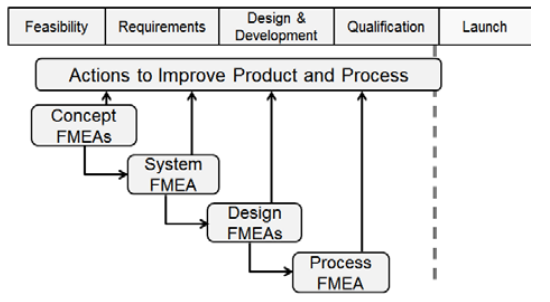 Feasibility
Requirements
Design &
Development
Qualification
Launch
Actions to Improve Product and Process
Concept
FMEAs
System
FMEA
Design
FMEAs
Process
FMEA